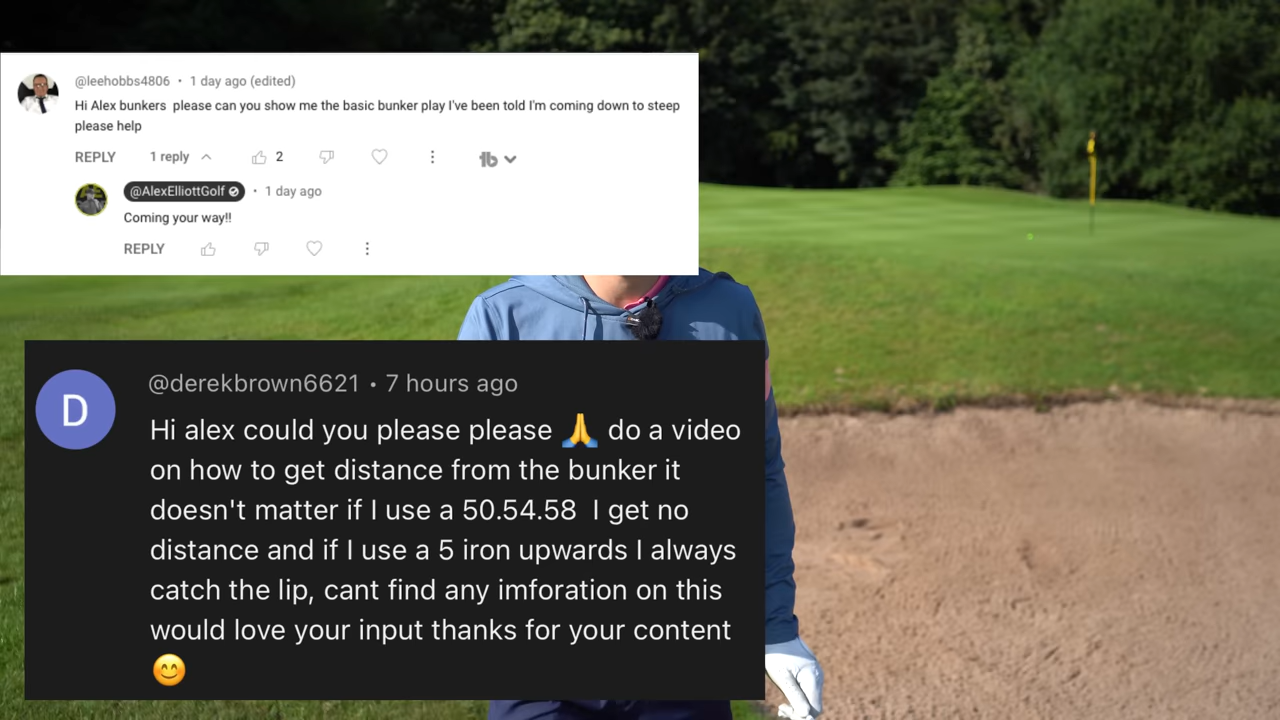 @leehobbs4806 • 1 day ago (edited)
Hi Alex bunkers please can you show me the basic bunker play I've been told I'm coming down to steep
please help
REPLY 1 reply 2
@AlexElliottGolf • 1 day ago
Coming your way!!
REPLY
D
@derekbrown6621 • 7 hours ago
Hi alex could you please please 🙏 do a video
on how to get distance from the bunker it
doesn't matter if I use a 50.54.58 I get no
distance and if I use a 5 iron upwards I always
catch the lip, cant find any imforation on this
would love your input thanks for your content
😊